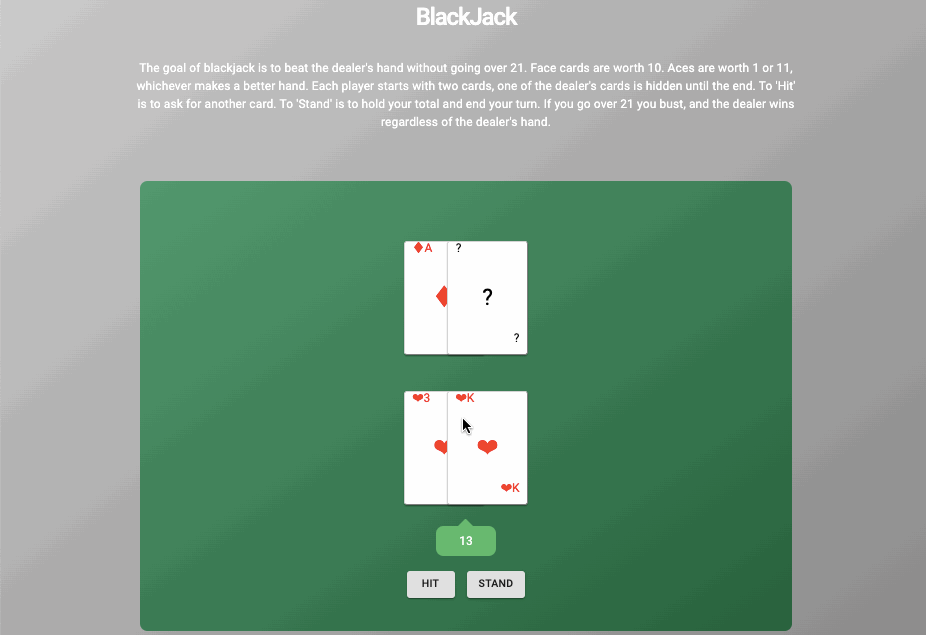 BlackJack
The goal of blackjack is to beat the dealer's hand without going over 21. Face cards are worth 10. Aces are worth 1 or 11,
whichever makes a better hand. Each player starts with two cards, one of the dealer's cards is hidden until the end. To 'Hit'
is to ask for another card. To 'Stand' is to hold your total and end your turn. If you go over 21 you bust, and the dealer wins
regardless of the dealer's hand.
♦A ?
?
?
♥3 ♥K
♥K
13
HIT STAND